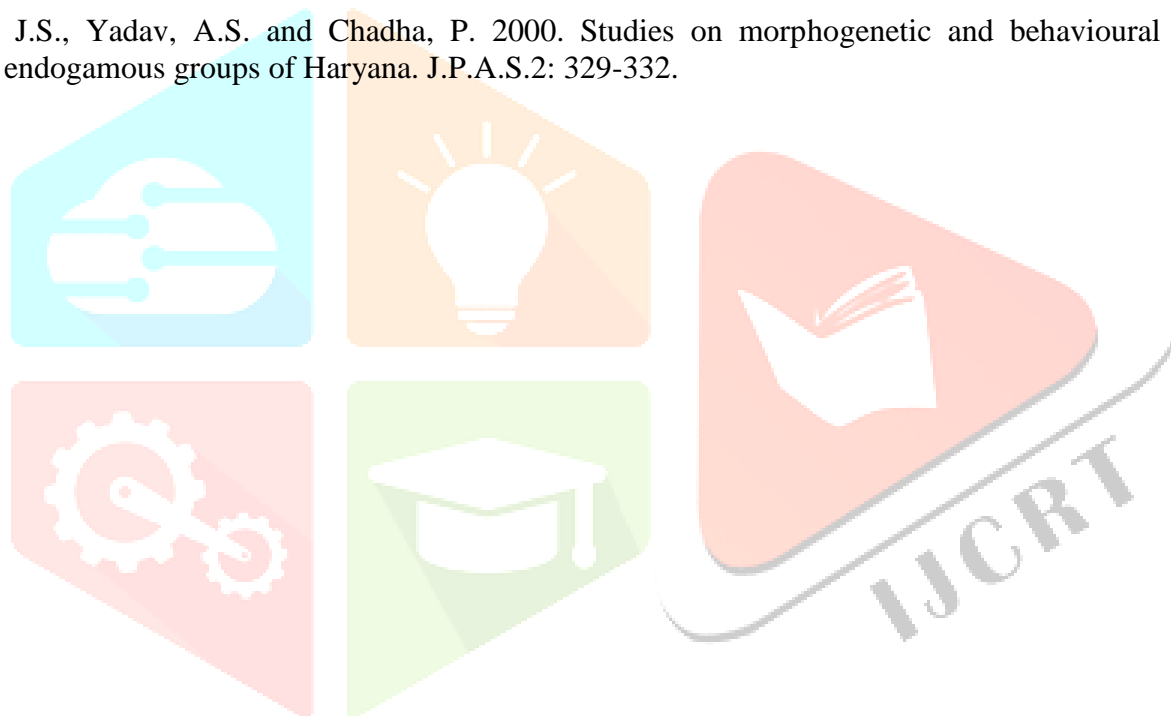 J.S., Yadav, A.S. and Chadha, P. 2000. Studies on morphogenetic and behavioural
endogamous groups of Haryana. J.P.A.S.2: 329-332.
IJCRT